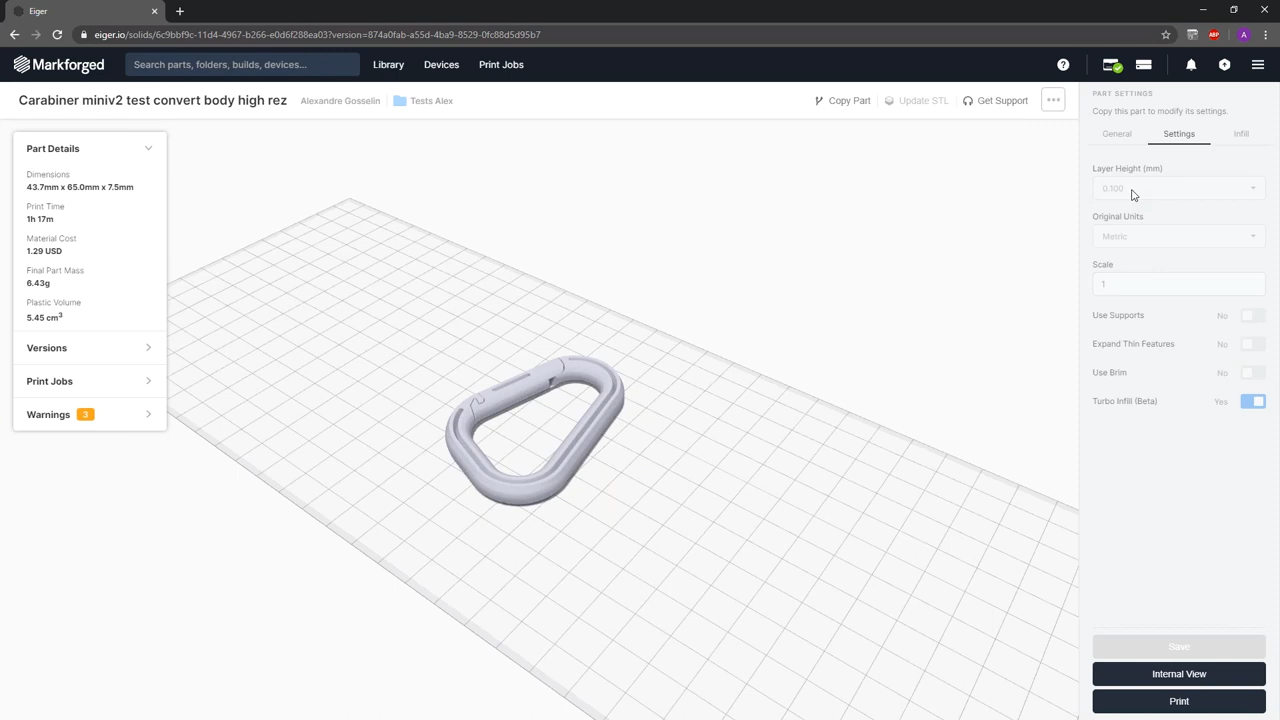 Eiger
eiger.io/solids/6c9bbf9c-11d4-4967-b266-e0d6f288ea03?version=874a0fab-a55d-4ba9-8529-0fc88d5d95b7
ABP
A
Markforged
Search parts, folders, builds, devices...
Library
Devices
Print Jobs
Carabiner miniv2 test convert body high rez
Alexandre Gosselin
Tests Alex
Copy Part
Update STL
Get Support
PART SETTINGS
Copy this part to modify its settings.
General
Settings
Infill
Part Details
Dimensions
43.7mm x 65.0mm x 7.5mm
Print Time
1h 17m
Material Cost
1.29 USD
Final Part Mass
6.43g
Plastic Volume
5.45 cm3
Versions
Print Jobs
Warnings 3
Layer Height (mm)
0.100
Original Units
Metric
Scale
1
Use Supports No
Expand Thin Features No
Use Brim No
Turbo Infill (Beta) Yes
Save
Internal View
Print